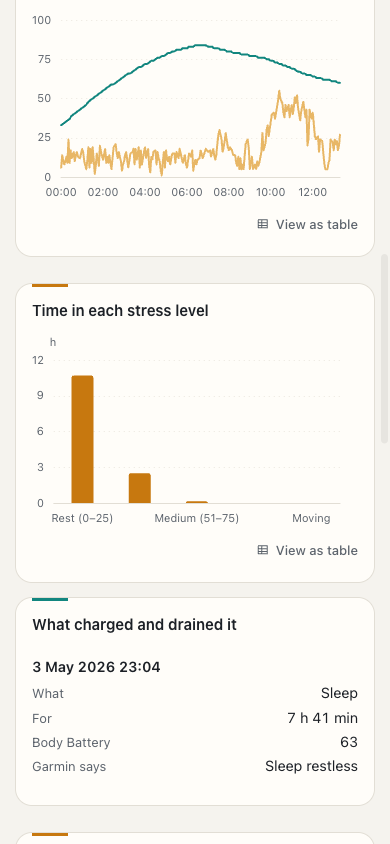 100
75
50
25
0
00:00 02:00 04:00 06:00 08:00 10:00 12:00
View as table
Time in each stress level
h
12
9
6
3
0
Rest (0–25) Medium (51–75) Moving
View as table
What charged and drained it
3 May 2026 23:04
What Sleep
For 7 h 41 min
Body Battery 63
Garmin says Sleep restless